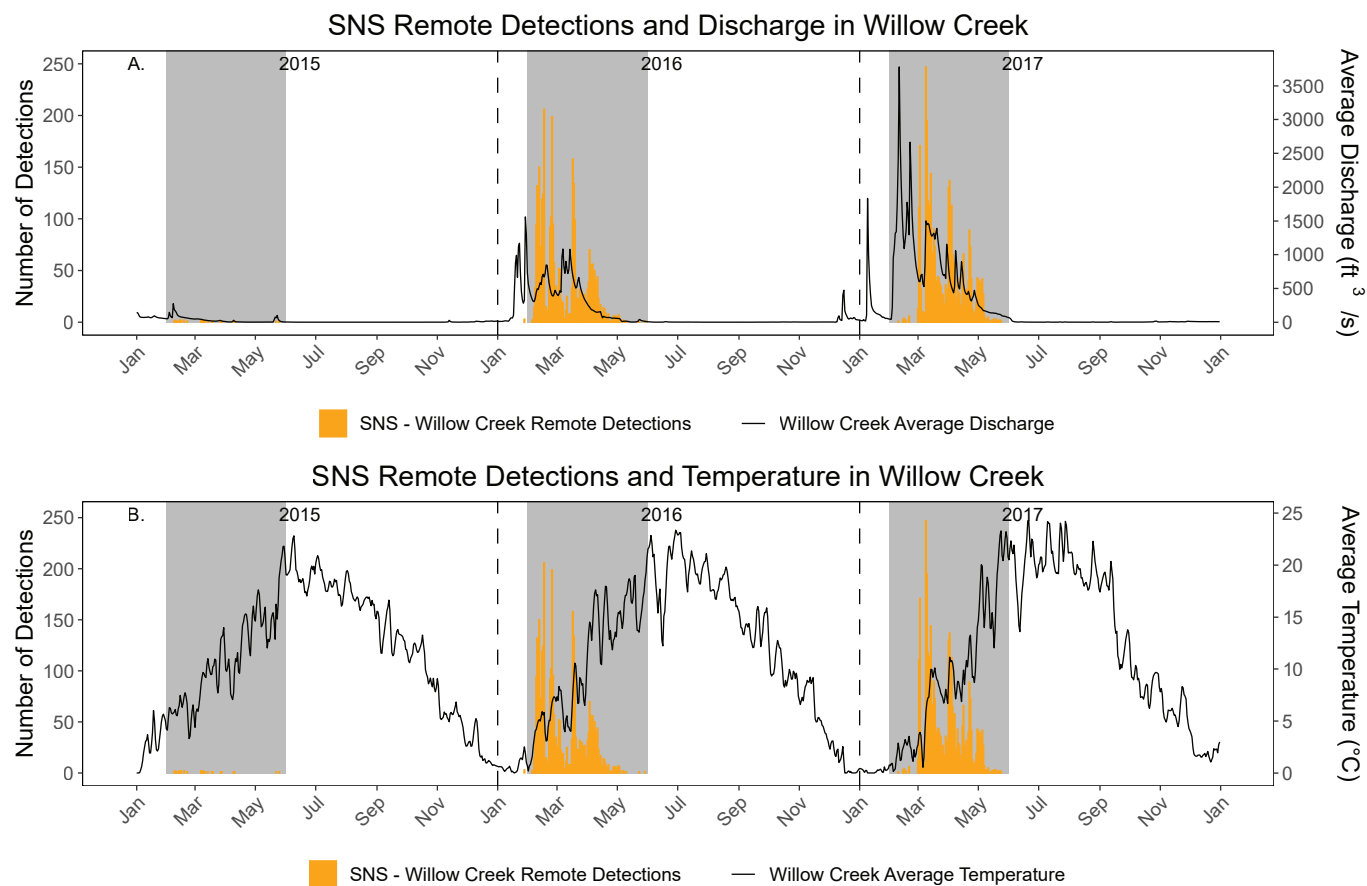 SNS Remote Detections and Discharge in Willow Creek
A. 2015 2016 2017
Number of Detections
250
200
150
100
50
0
3500
3000
2500
2000
1500
1000
500
0
Average Discharge (ft 3 /s)
Jan Mar May Jul Sep Nov Jan Mar May Jul Sep Nov Jan Mar May Jul Sep Nov Jan
SNS - Willow Creek Remote Detections Willow Creek Average Discharge
SNS Remote Detections and Temperature in Willow Creek
B. 2015 2016 2017
Number of Detections
250
200
150
100
50
0
25
20
15
10
5
0
Average Temperature (°C)
Jan Mar May Jul Sep Nov Jan Mar May Jul Sep Nov Jan Mar May Jul Sep Nov Jan
SNS - Willow Creek Remote Detections Willow Creek Average Temperature